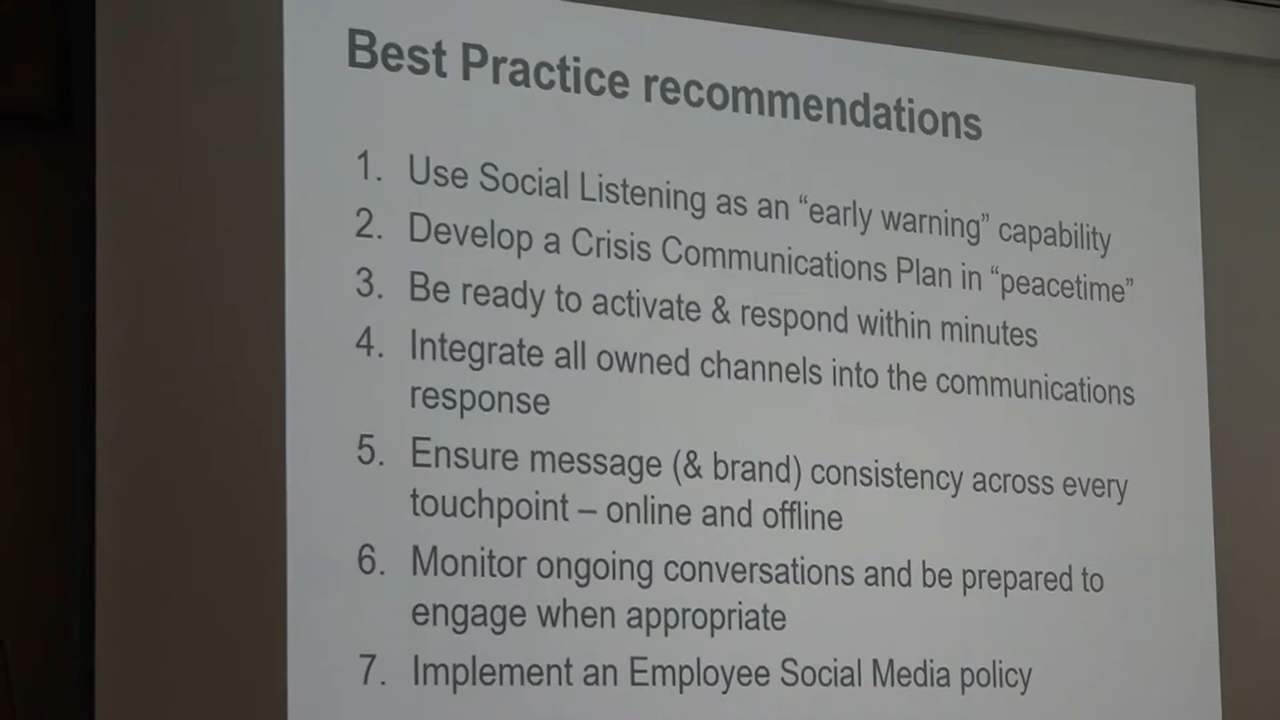 Best Practice recommendations
1. Use Social Listening as an “early warning” capability
2. Develop a Crisis Communications Plan in “peacetime”
3. Be ready to activate & respond within minutes
4. Integrate all owned channels into the communications
response
5. Ensure message (& brand) consistency across every
touchpoint – online and offline
6. Monitor ongoing conversations and be prepared to
engage when appropriate
7. Implement an Employee Social Media policy